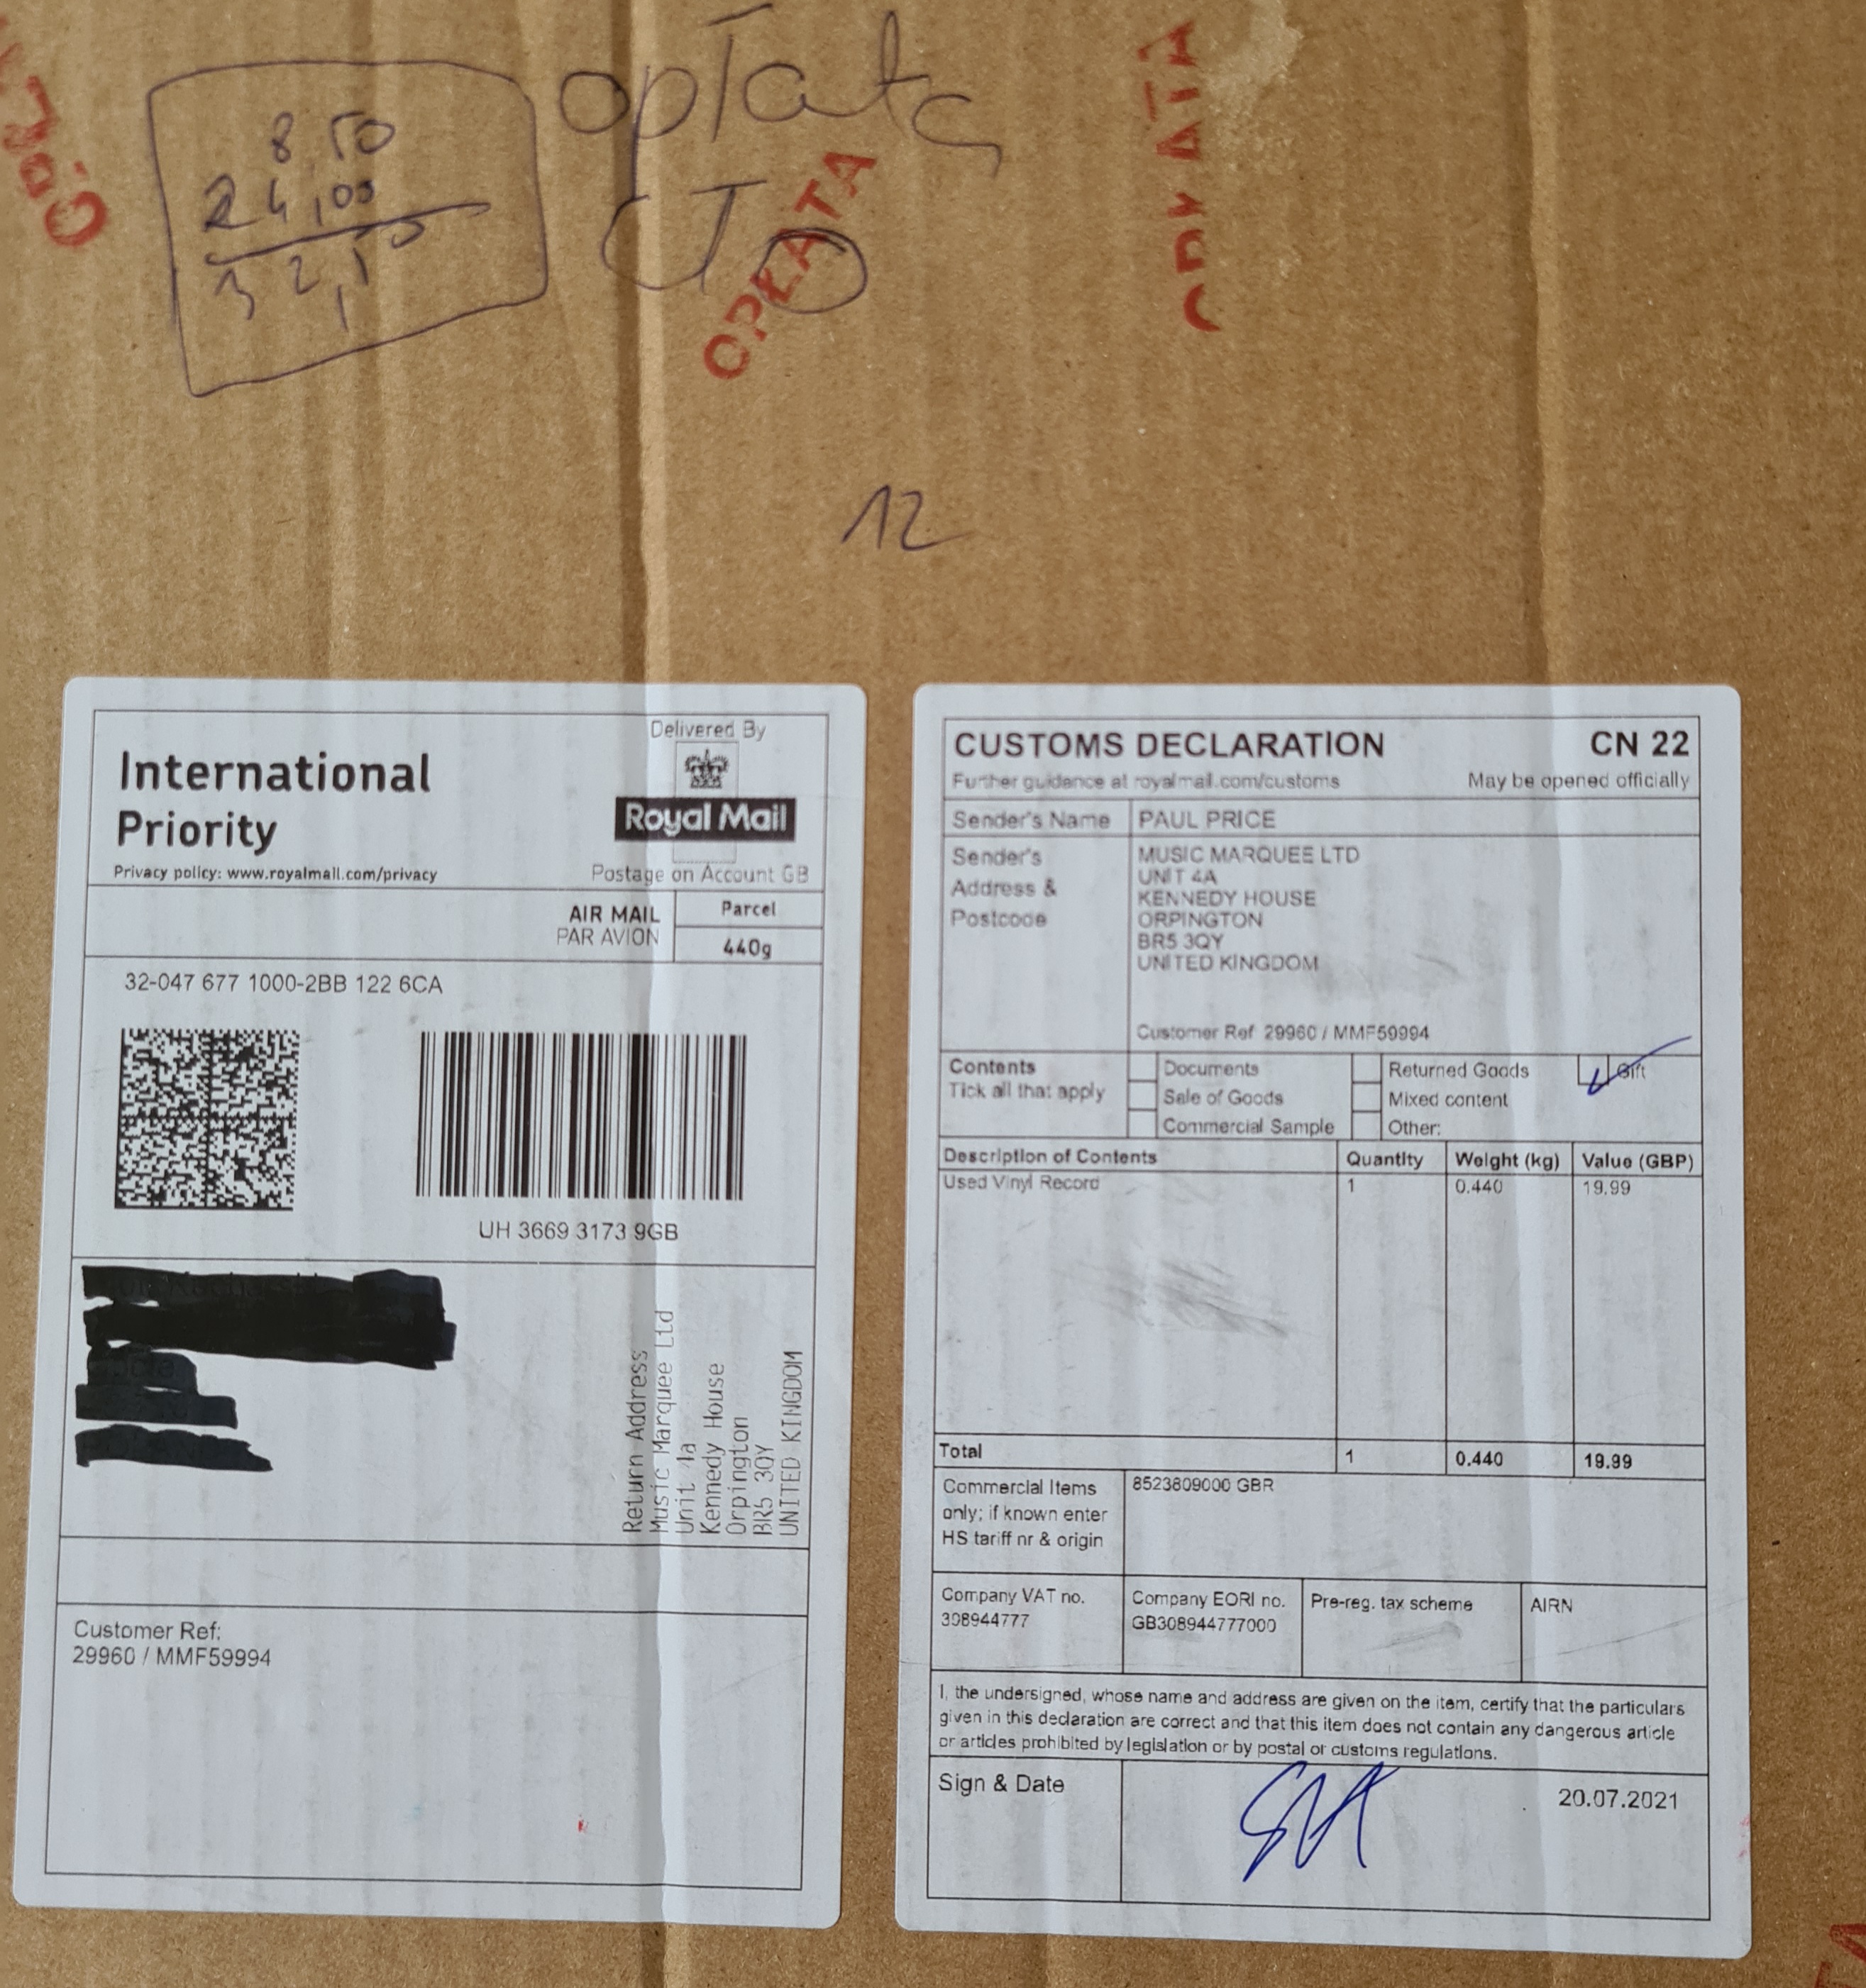 8,50
24,00
32,50
opłata
OPŁATA
OPŁATA
12
International
Priority
Privacy policy: www.royalmail.com/privacy
Delivered By
Royal Mail
Postage on Account GB
AIR MAIL
PAR AVION
Parcel
440g
32-047 677 1000-2BB 122 6CA
UH 3669 3173 9GB
Return Address
Music Marquee Ltd
Unit 4a
Kennedy House
Orpington
BR5 3QY
UNITED KINGDOM
Customer Ref:
29960 / MMF59994
CUSTOMS DECLARATION CN 22
Further guidance at royalmail.com/customs May be opened officially
Sender's Name PAUL PRICE
Sender's
Address &
Postcode
MUSIC MARQUEE LTD
UNIT 4A
KENNEDY HOUSE
ORPINGTON
BR5 3QY
UNITED KINGDOM
Customer Ref 29960 / MMF59994
Contents
Tick all that apply
Documents
Sale of Goods
Commercial Sample
Returned Goods
Mixed content
Other:
Gift
Description of Contents Quantity Weight (kg) Value (GBP)
Used Vinyl Record 1 0.440 19.99
Total 1 0.440 19.99
Commercial Items
only; if known enter
HS tariff nr & origin
8523809000 GBR
Company VAT no.
308944777
Company EORI no.
GB308944777000
Pre-reg. tax scheme
AIRN
I, the undersigned, whose name and address are given on the item, certify that the particulars
given in this declaration are correct and that this item does not contain any dangerous article
or articles prohibited by legislation or by postal or customs regulations.
Sign & Date 20.07.2021